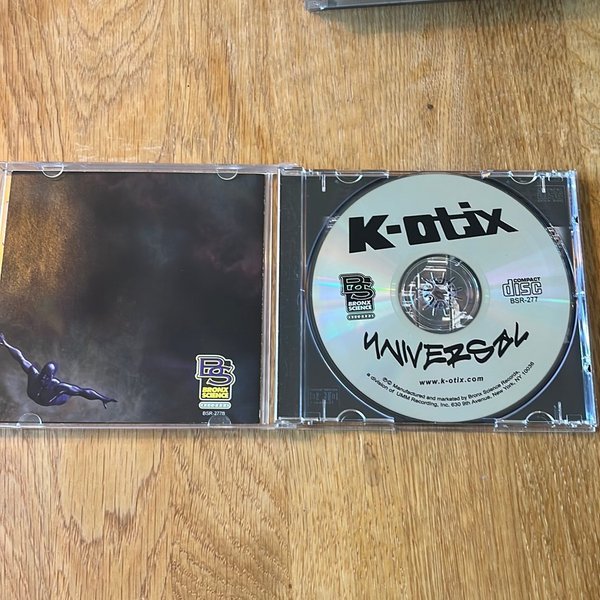 BS
BRONX
SCIENCE
RECORDS
BSR-277B
K-otix
BS
BRONX
SCIENCE
RECORDS
COMPACT
disc
BSR-277
UNIVERSAL
www.k-otix.com
℗© Manufactured and marketed by Bronx Science Records,
a division of UMM Recording, Inc. 630 9th Avenue, New York, NY 10036